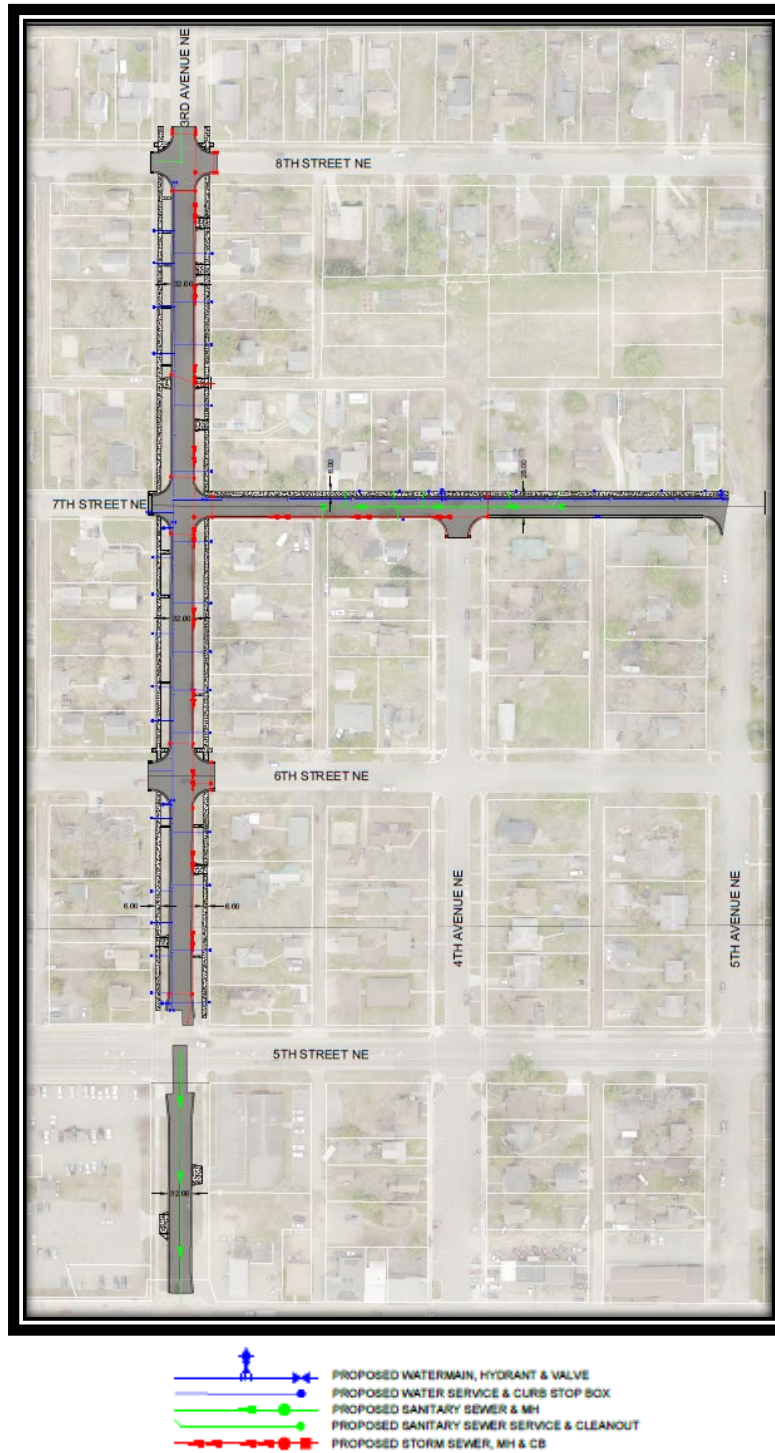 3RD AVENUE NE
8TH STREET NE
32.00
6.00
28.00
7TH STREET NE
32.00
6TH STREET NE
6.00
6.00
4TH AVENUE NE
5TH AVENUE NE
5TH STREET NE
32.00
PROPOSED WATERMAIN, HYDRANT & VALVE
PROPOSED WATER SERVICE & CURB STOP BOX
PROPOSED SANITARY SEWER & MH
PROPOSED SANITARY SEWER SERVICE & CLEANOUT
PROPOSED STORM SEWER, MH & CB